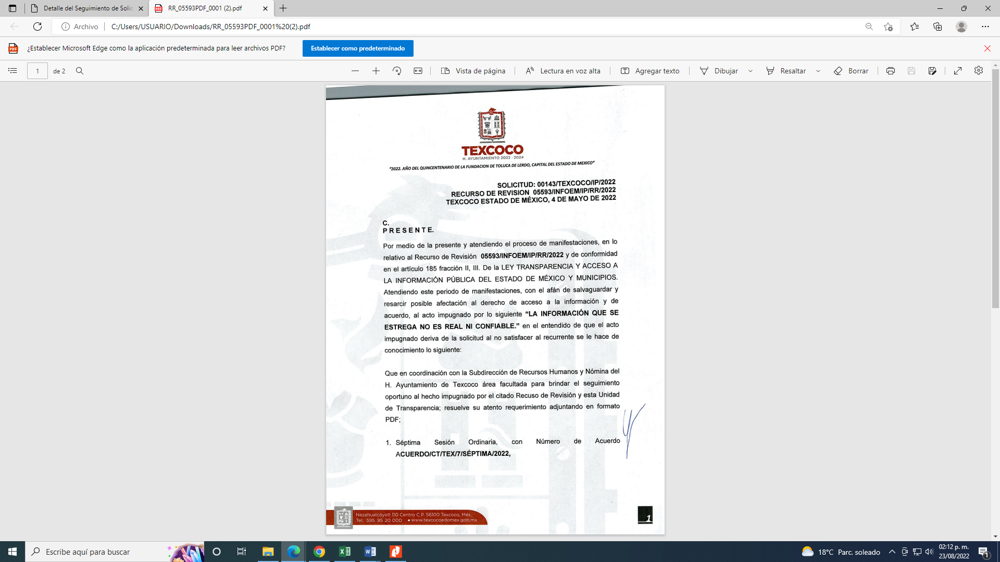 Detalle del Seguimiento de Solic
RR_05593PDF_0001 (2).pdf
Archivo
C:/Users/USUARIO/Downloads/RR_05593PDF_0001%20(2).pdf
¿Establecer Microsoft Edge como la aplicación predeterminada para leer archivos PDF?
Establecer como predeterminado
1 de 2
Vista de página
Lectura en voz alta
Agregar texto
Dibujar
Resaltar
Borrar
TEXCOCO
H. AYUNTAMIENTO 2022 - 2024
"2022. AÑO DEL QUINCENTENARIO DE LA FUNDACION DE TOLUCA DE LERDO, CAPITAL DEL ESTADO DE MEXICO"
SOLICITUD: 00143/TEXCOCO/IP/2022
RECURSO DE REVISION 05593/INFOEM/IP/RR/2022
TEXCOCO ESTADO DE MÉXICO, 4 DE MAYO DE 2022
C.
P R E S E N T E.
Por medio de la presente y atendiendo el proceso de manifestaciones, en lo
relativo al Recurso de Revisión 05593/INFOEM/IP/RR/2022 y de conformidad
en el artículo 185 fracción II, III. De la LEY TRANSPARENCIA Y ACCESO A
LA INFORMACIÓN PÚBLICA DEL ESTADO DE MÉXICO Y MUNICIPIOS.
Atendiendo este periodo de manifestaciones, con el afán de salvaguardar y
resarcir posible afectación al derecho de acceso a la información y de
acuerdo, al acto impugnado por lo siguiente “LA INFORMACIÓN QUE SE
ESTREGA NO ES REAL NI CONFIABLE.” en el entendido de que el acto
impugnado deriva de la solicitud al no satisfacer al recurrente se le hace de
conocimiento lo siguiente:
Que en coordinación con la Subdirección de Recursos Humanos y Nómina del
H. Ayuntamiento de Texcoco área facultada para brindar el seguimiento
oportuno al hecho impugnado por el citado Recuso de Revisión y esta Unidad
de Transparencia; resuelve su atento requerimiento adjuntando en formato
PDF;
1. Séptima Sesión Ordinaria, con Número de Acuerdo
ACUERDO/CT/TEX/7/SÉPTIMA/2022,
Nezahualcóyotl 110 Centro C.P. 56100 Texcoco, Méx.
Tel: 595 95 20 000 • www.texcocoedomex.gob.mx
1
Escribe aquí para buscar
18°C Parc. soleado
02:12 p. m.
23/08/2022
1